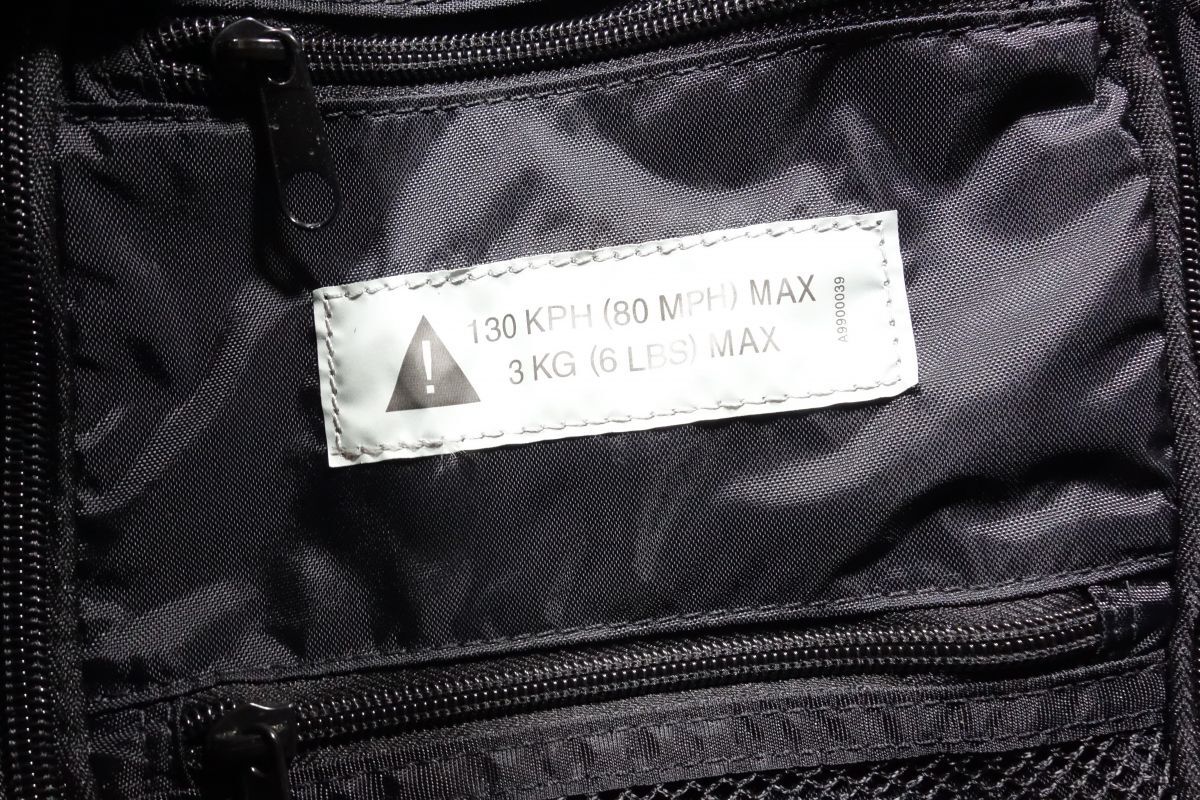 130 KPH (80 MPH) MAX
3 KG (6 LBS) MAX
A9900039
!